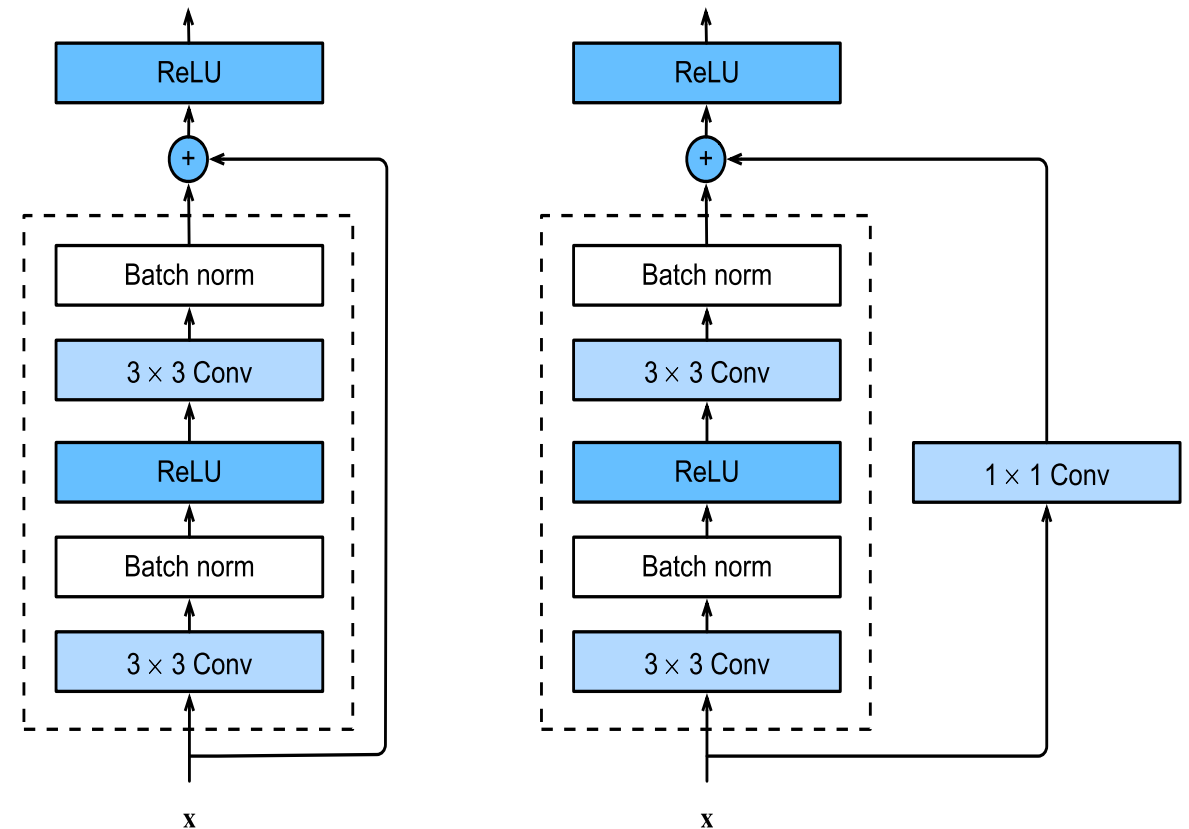 ReLU
+
Batch norm
3 × 3 Conv
ReLU
Batch norm
3 × 3 Conv
x
ReLU
+
Batch norm
3 × 3 Conv
ReLU
Batch norm
3 × 3 Conv
1 × 1 Conv
x